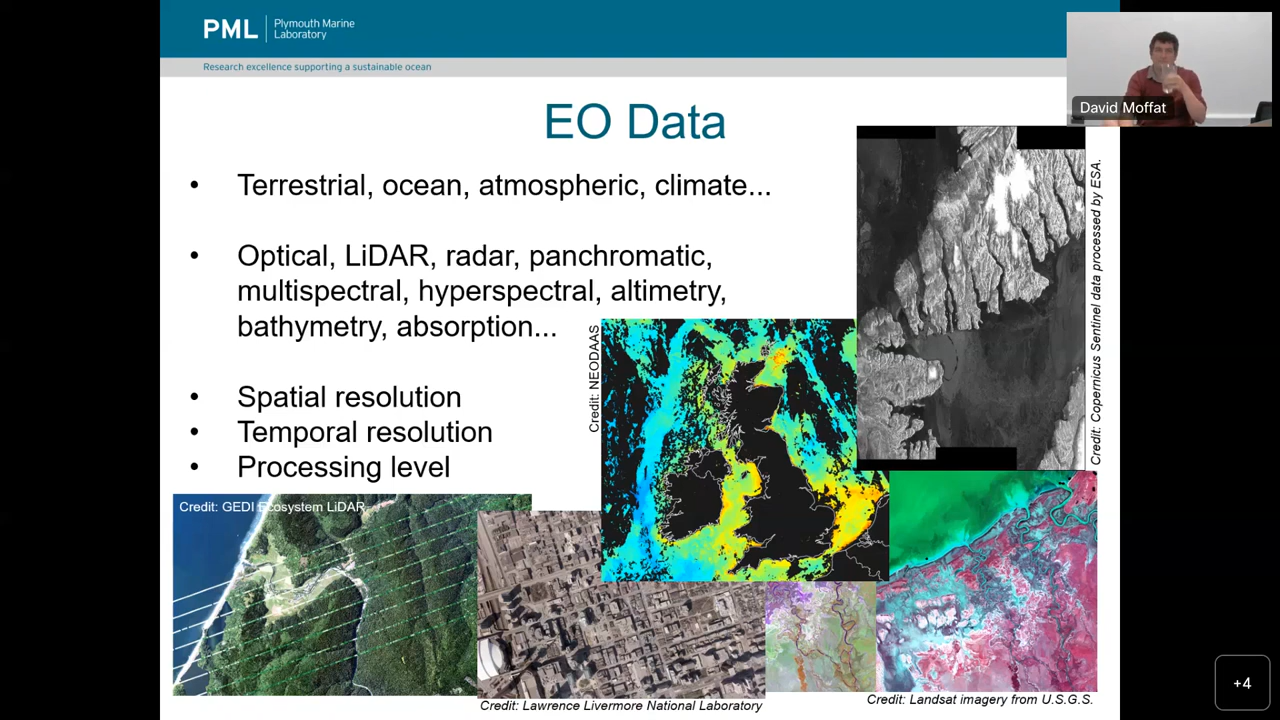 PML
Plymouth Marine
Laboratory
Research excellence supporting a sustainable ocean
David Moffat
EO Data
• Terrestrial, ocean, atmospheric, climate...
• Optical, LiDAR, radar, panchromatic,
multispectral, hyperspectral, altimetry,
bathymetry, absorption...
• Spatial resolution
• Temporal resolution
• Processing level
Credit: NEODAAS
Credit: Copernicus Sentinel data processed by ESA.
Credit: GEDI Ecosystem LiDAR
Credit: Lawrence Livermore National Laboratory
Credit: Landsat imagery from U.S.G.S.
+4